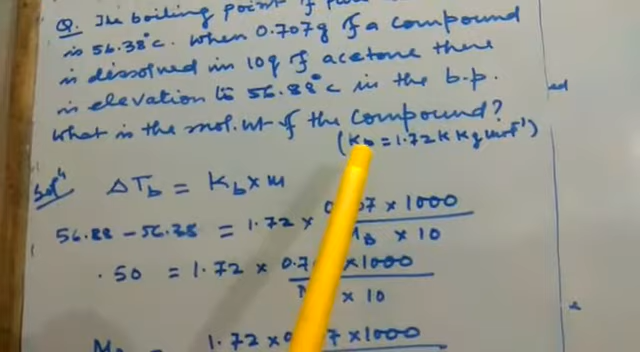 Q. The boiling point of
is 56.38°c. when 0.707g of a compound
is dissolved in 10g of acetone there
is elevation to 56.88°c in the b.p.
What is the mol. wt of the compound?
(Kb = 1.72 K Kg mol⁻¹)
Solⁿ
ΔTb = Kb × m
56.88 - 56.38 = 1.72 × 0.707 × 1000
MB × 10
.50 = 1.72 × 0.7 × 1000
× 10
1.72 × 0.7 7 × 1000